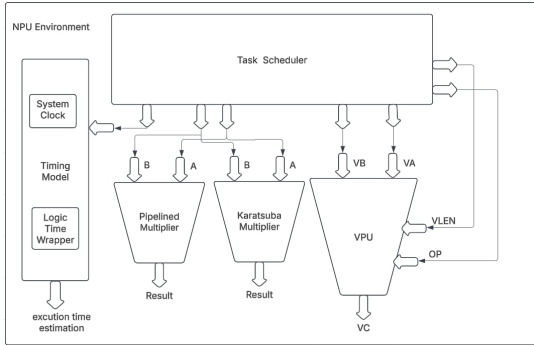 NPU Environment
Task Scheduler
System
Clock
Timing
Model
Logic
Time
Wrapper
excution time
estimation
B
A
B
A
VB
VA
Pipelined
Multiplier
Karatsuba
Multiplier
VPU
VLEN
OP
Result
Result
VC